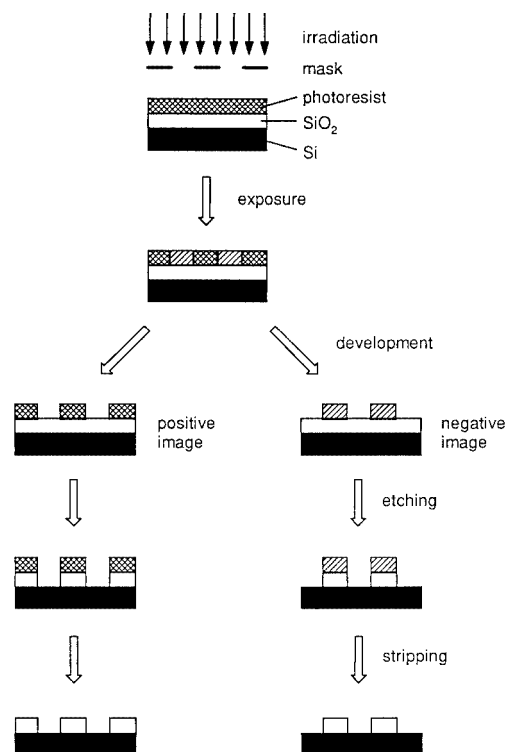 irradiation
mask
photoresist
SiO₂
Si
exposure
development
positive
image
negative
image
etching
stripping